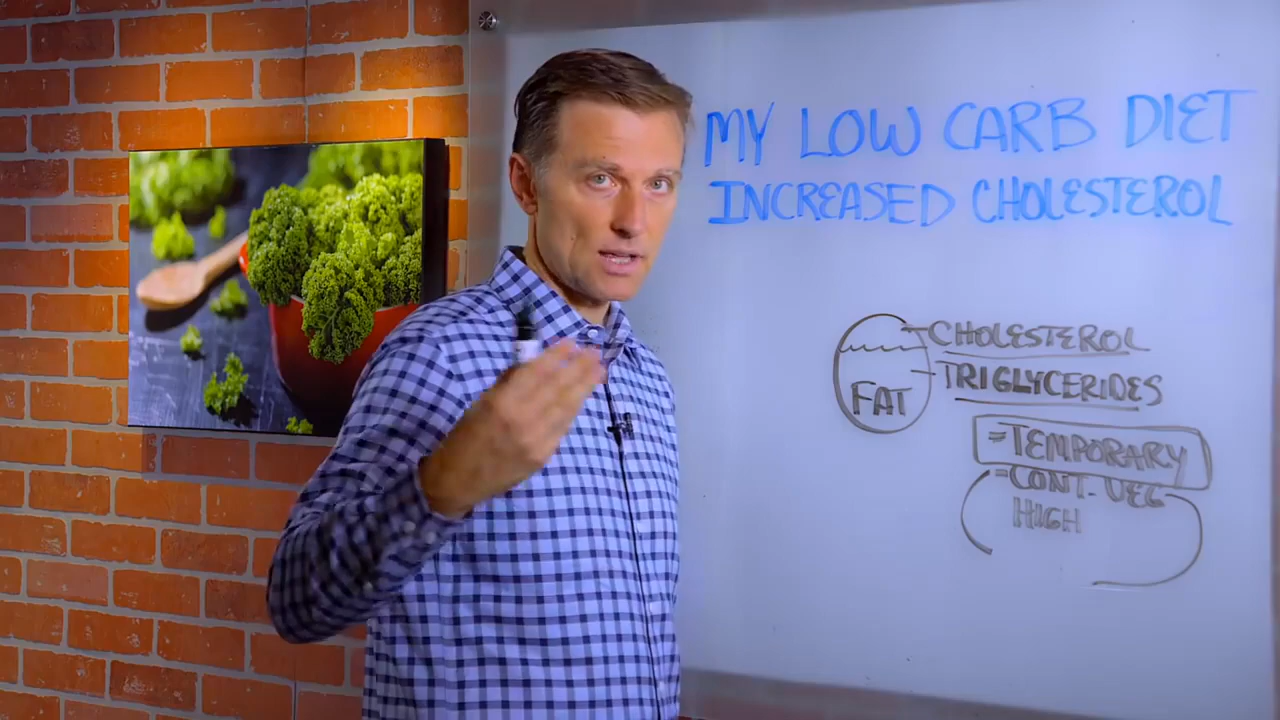 MY LOW CARB DIET
INCREASED CHOLESTEROL
CHOLESTEROL
TRIGLYCERIDES
FAT
=TEMPORARY
=CONT. VEG
HIGH